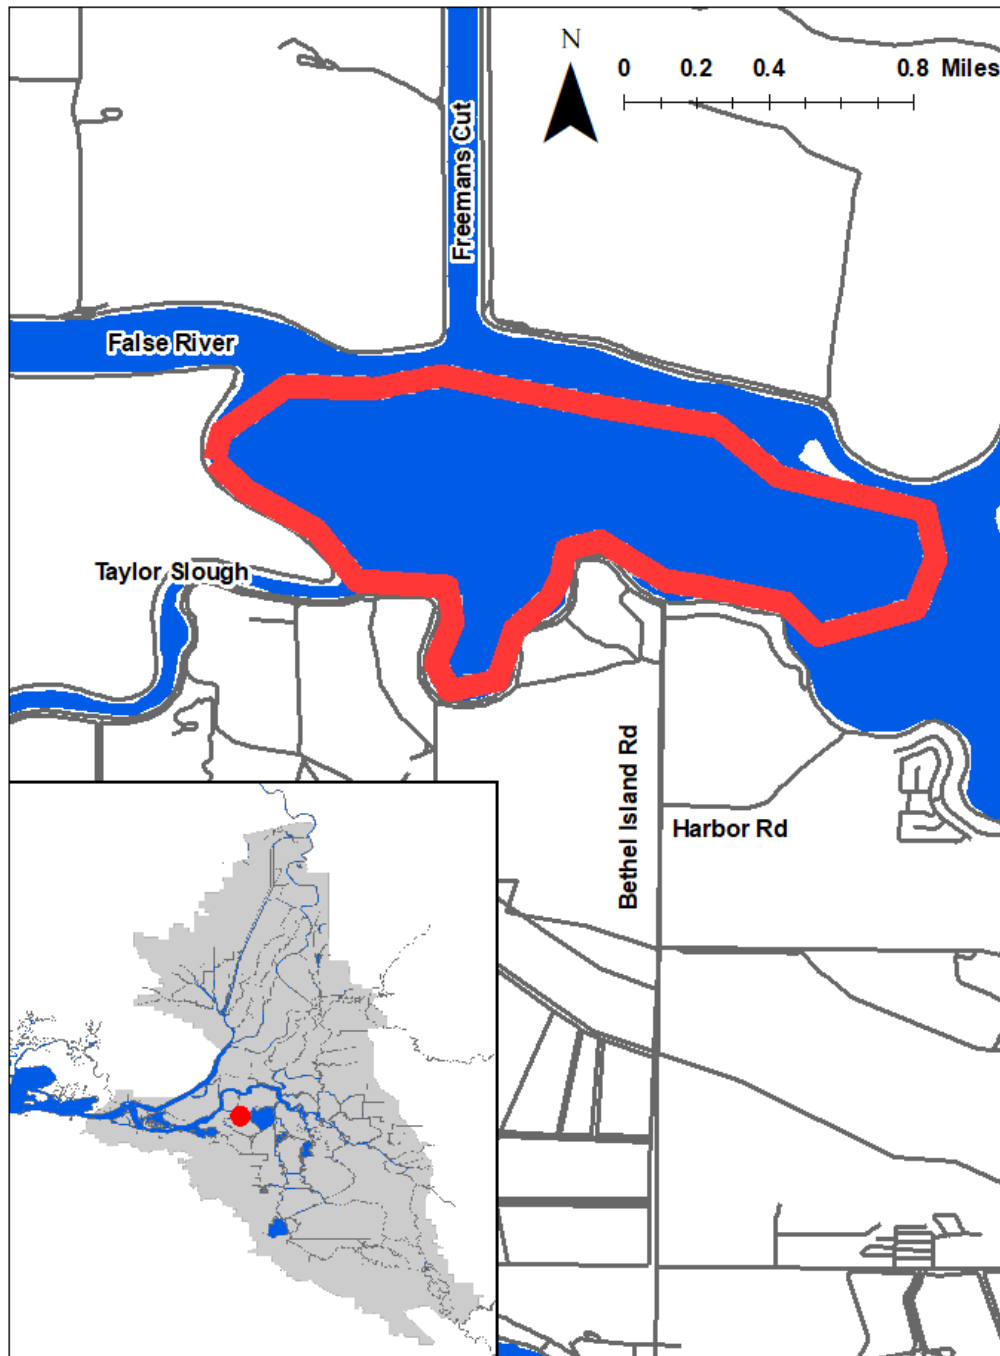 N
0 0.2 0.4 0.8 Miles
Freemans Cut
False River
Taylor Slough
Bethel Island Rd
Harbor Rd